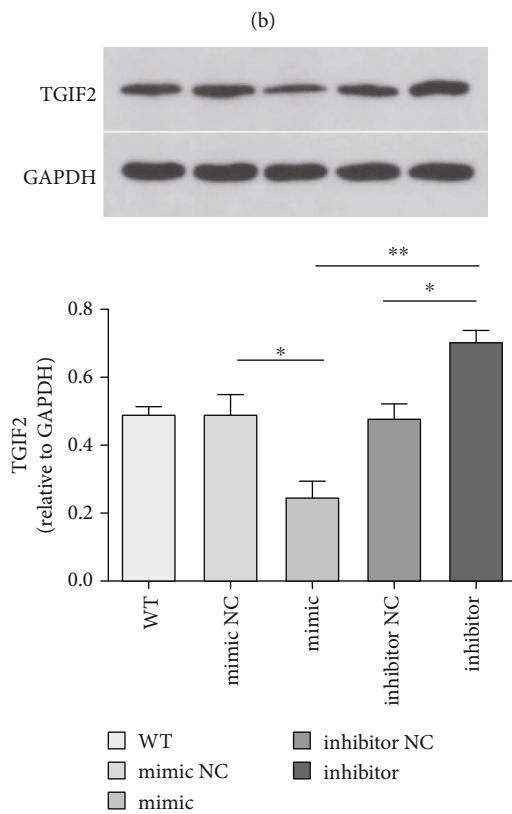 (b)
TGIF2
GAPDH
**
*
*
0.8
0.6
0.4
0.2
0.0
TGIF2
(relative to GAPDH)
WT
mimic NC
mimic
inhibitor NC
inhibitor
WT
mimic NC
mimic
inhibitor NC
inhibitor